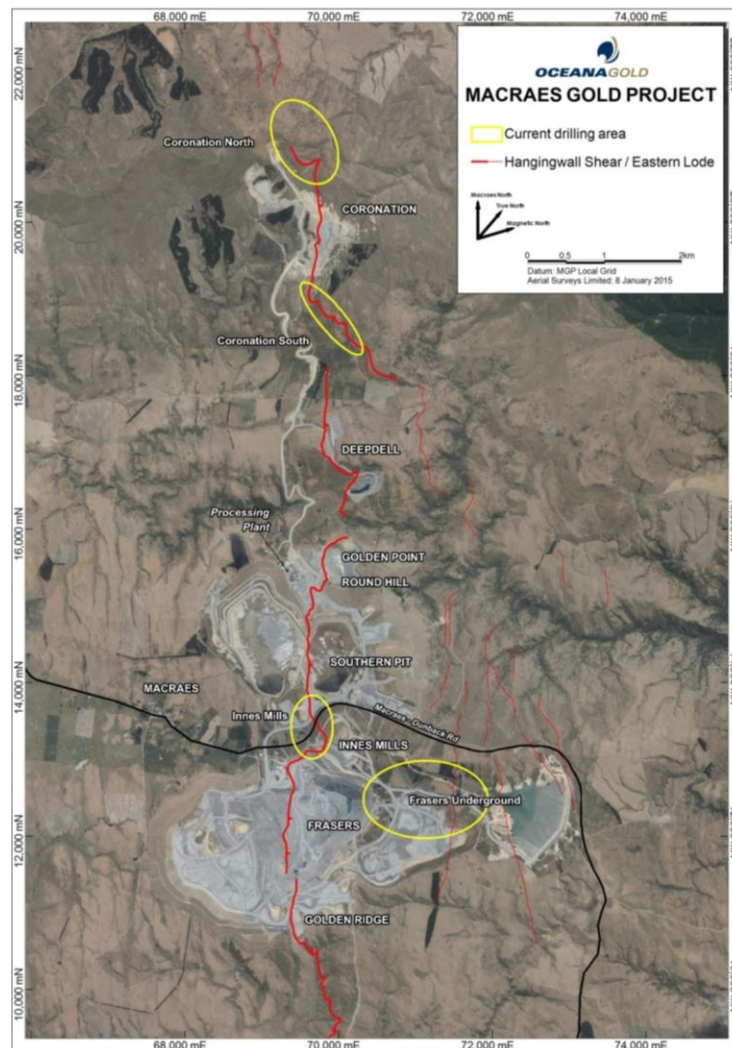 68,000 mE
70,000 mE
72,000 mE
74,000 mE
OCEANAGOLD
MACRAES GOLD PROJECT
Current drilling area
Hangingwall Shear / Eastern Lode
Macraes North
True North
Magnetic North
0 0.5 1 2km
Datum: MGP Local Grid
Aerial Surveys Limited: 8 January 2015
22,000 mN
Coronation North
CORONATION
20,000 mN
Coronation South
18,000 mN
DEEPDELL
Processing
Plant
16,000 mN
GOLDEN POINT
ROUND HILL
SOUTHERN PIT
14,000 mN
MACRAES
Innes Mills
Macraes - Dunback Rd
INNES MILLS
Frasers Underground
FRASERS
12,000 mN
GOLDEN RIDGE
10,000 mN
68,000 mE
70,000 mE
72,000 mE
74,000 mE